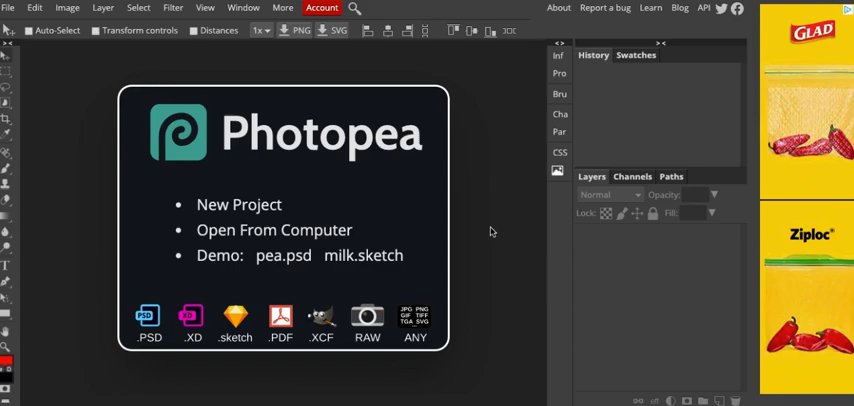 File Edit Image Layer Select Filter View Window More Account About Report a bug Learn Blog API
Auto-Select Transform controls Distances 1x PNG SVG
> < < > > <
Inf
Pro
Bru
Cha
Par
CSS
History Swatches
Layers Channels Paths
Normal Opacity:
Lock: Fill:
Photopea
• New Project
• Open From Computer
• Demo: pea.psd milk.sketch
PSD XD JPG PNG
GIF TIFF
TGA SVG
.PSD .XD .sketch .PDF .XCF RAW ANY
D
eff
GLAD
Ziploc®